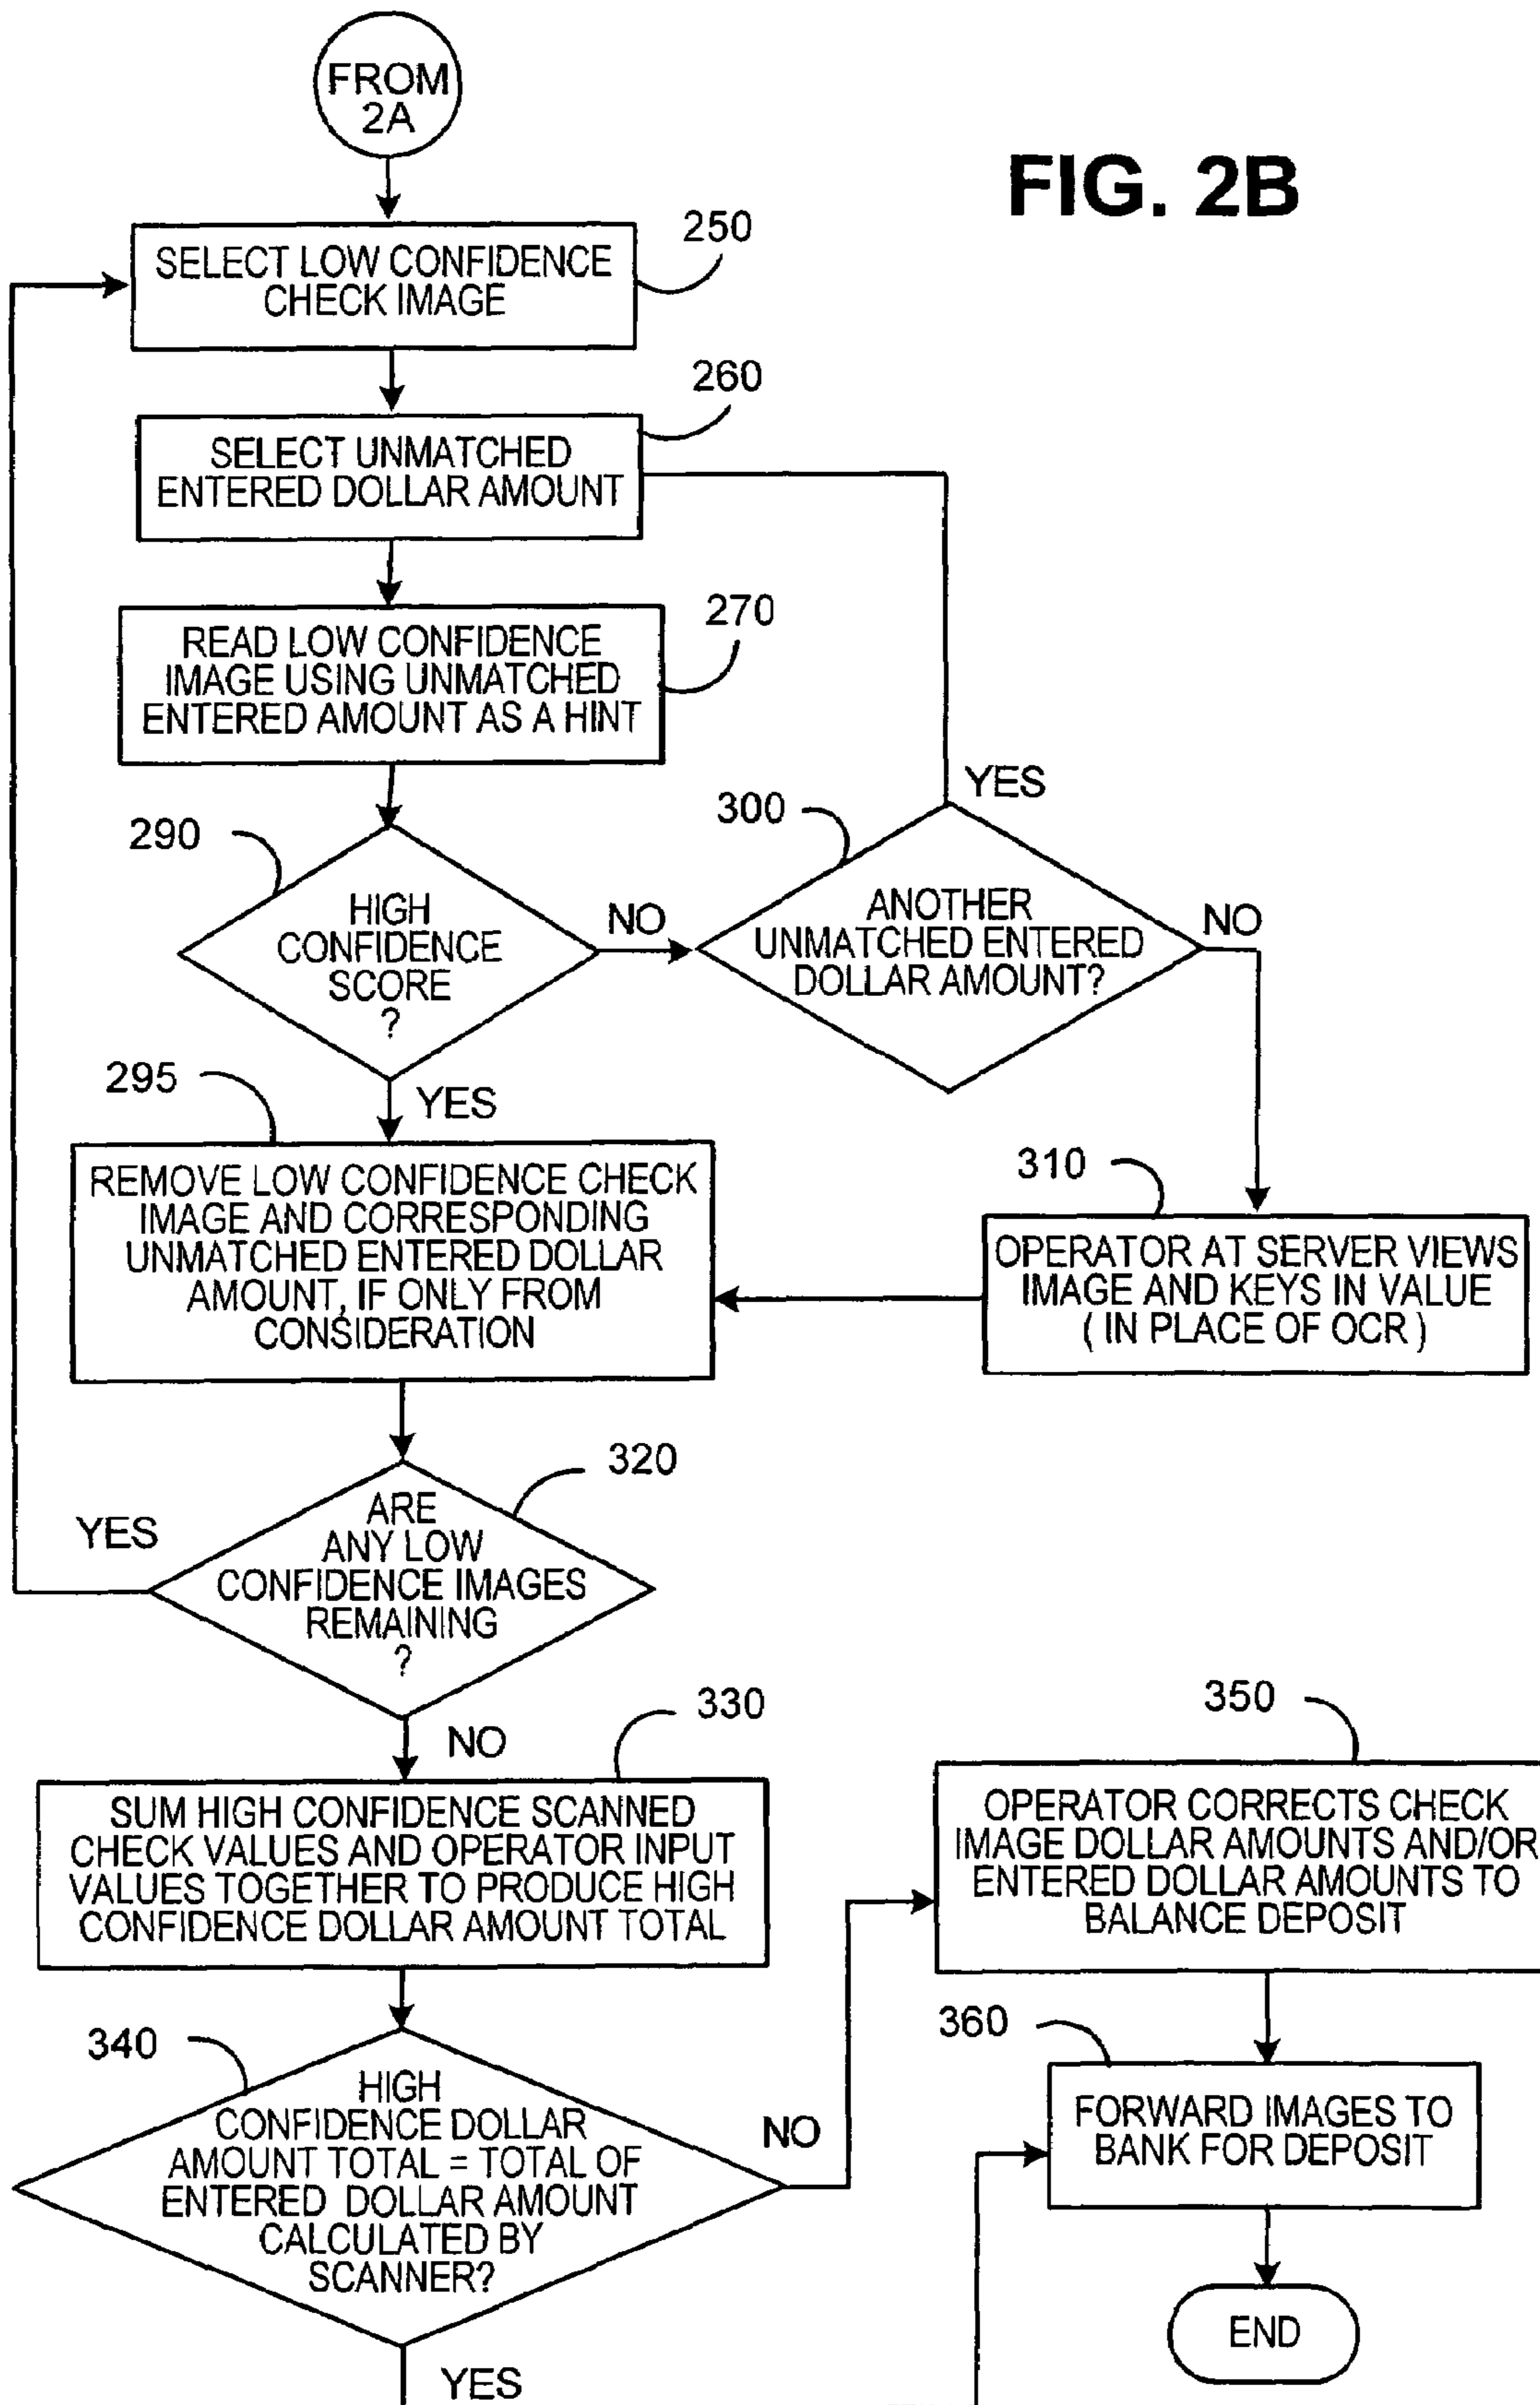 FROM
2A
FIG. 2B
250
SELECT LOW CONFIDENCE
CHECK IMAGE
260
SELECT UNMATCHED
ENTERED DOLLAR AMOUNT
270
READ LOW CONFIDENCE
IMAGE USING UNMATCHED
ENTERED AMOUNT AS A HINT
YES
300
290
HIGH
CONFIDENCE
SCORE
?
NO
ANOTHER
UNMATCHED ENTERED
DOLLAR AMOUNT?
NO
295
YES
310
REMOVE LOW CONFIDENCE CHECK
IMAGE AND CORRESPONDING
UNMATCHED ENTERED DOLLAR
AMOUNT, IF ONLY FROM
CONSIDERATION
OPERATOR AT SERVER VIEWS
IMAGE AND KEYS IN VALUE
( IN PLACE OF OCR )
320
YES
ARE
ANY LOW
CONFIDENCE IMAGES
REMAINING
?
NO
330
350
SUM HIGH CONFIDENCE SCANNED
CHECK VALUES AND OPERATOR INPUT
VALUES TOGETHER TO PRODUCE HIGH
CONFIDENCE DOLLAR AMOUNT TOTAL
OPERATOR CORRECTS CHECK
IMAGE DOLLAR AMOUNTS AND/OR
ENTERED DOLLAR AMOUNTS TO
BALANCE DEPOSIT
340
360
HIGH
CONFIDENCE DOLLAR
AMOUNT TOTAL = TOTAL OF
ENTERED DOLLAR AMOUNT
CALCULATED BY
SCANNER?
NO
FORWARD IMAGES TO
BANK FOR DEPOSIT
END
YES